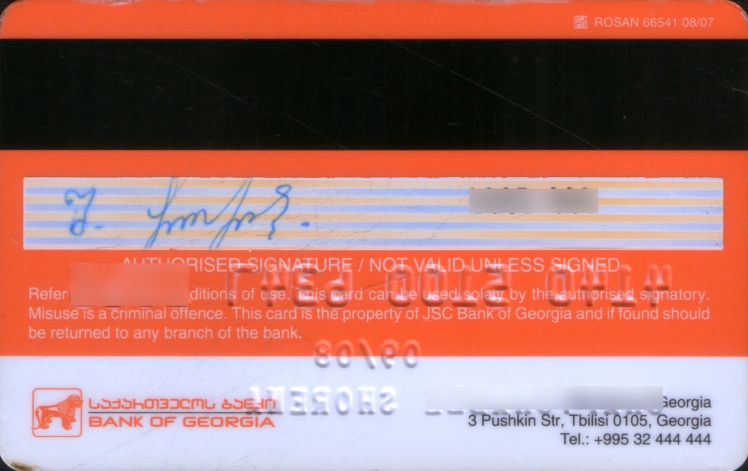 ROSAN 66541 08/07
AUTHORISED SIGNATURE / NOT VALID UNLESS SIGNED
Refer ditions of use. This card can be used solely by the authorised signatory.
Misuse is a criminal offence. This card is the property of JSC Bank of Georgia and if found should
be returned to any branch of the bank.
09/08
SHORENA
საქართველოს ბანკი
BANK OF GEORGIA
Georgia
3 Pushkin Str, Tbilisi 0105, Georgia
Tel.: +995 32 444 444